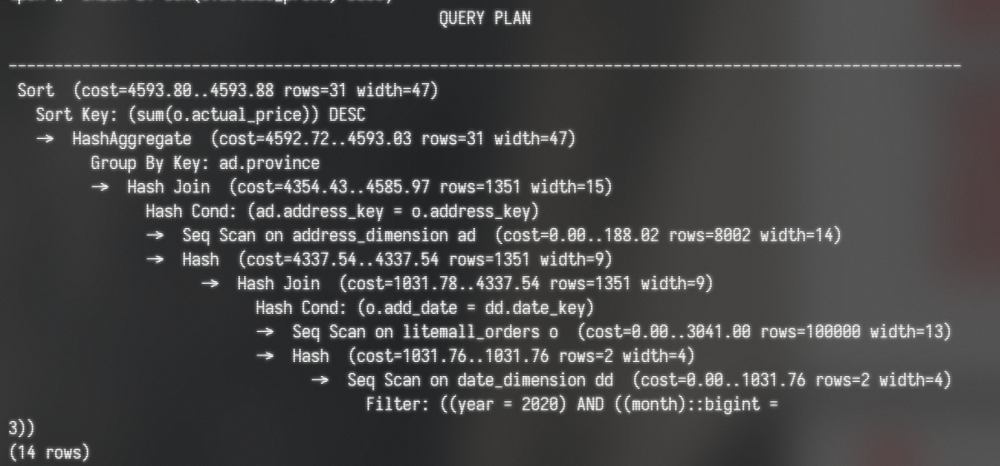 QUERY PLAN
-----------------------------------------------------------------------------------------------------------
Sort (cost=4593.80..4593.88 rows=31 width=47)
Sort Key: (sum(o.actual_price)) DESC
-> HashAggregate (cost=4592.72..4593.03 rows=31 width=47)
Group By Key: ad.province
-> Hash Join (cost=4354.43..4585.97 rows=1351 width=15)
Hash Cond: (ad.address_key = o.address_key)
-> Seq Scan on address_dimension ad (cost=0.00..188.02 rows=8002 width=14)
-> Hash (cost=4337.54..4337.54 rows=1351 width=9)
-> Hash Join (cost=1031.78..4337.54 rows=1351 width=9)
Hash Cond: (o.add_date = dd.date_key)
-> Seq Scan on litemall_orders o (cost=0.00..3041.00 rows=100000 width=13)
-> Hash (cost=1031.76..1031.76 rows=2 width=4)
-> Seq Scan on date_dimension dd (cost=0.00..1031.76 rows=2 width=4)
Filter: ((year = 2020) AND ((month)::bigint =
3))
(14 rows)